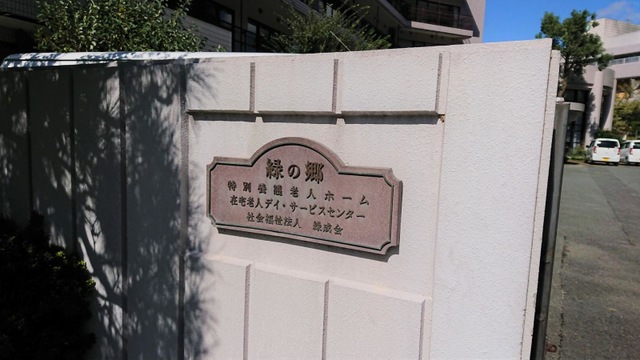 緑の郷
特別養護老人ホーム
在宅老人デイ・サービスセンター
社会福祉法人 緑成会